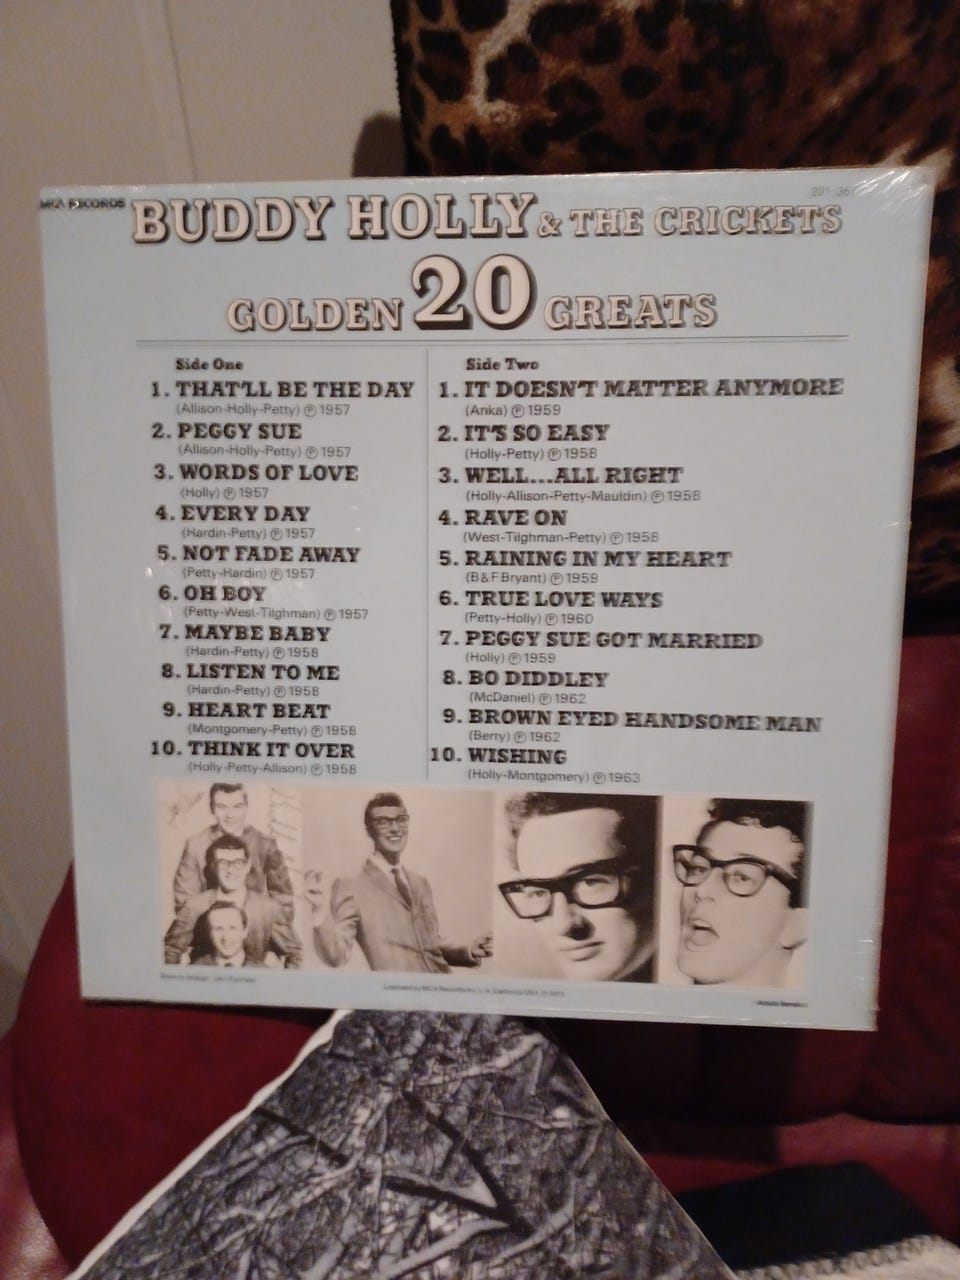 MCA RECORDS
BUDDY HOLLY & THE CRICKETS
GOLDEN 20 GREATS
Side One
1. THAT'LL BE THE DAY
(Allison-Holly-Petty) Ⓟ 1957
2. PEGGY SUE
(Allison-Holly-Petty) Ⓟ 1957
3. WORDS OF LOVE
(Holly) Ⓟ 1957
4. EVERY DAY
(Hardin-Petty) Ⓟ 1957
5. NOT FADE AWAY
(Petty-Hardin) Ⓟ 1957
6. OH BOY
(Petty-West-Tilghman) Ⓟ 1957
7. MAYBE BABY
(Hardin-Petty) Ⓟ 1958
8. LISTEN TO ME
(Hardin-Petty) Ⓟ 1958
9. HEART BEAT
(Montgomery-Petty) Ⓟ 1958
10. THINK IT OVER
(Holly-Petty-Allison) Ⓟ 1958
Side Two
1. IT DOESN'T MATTER ANYMORE
(Anka) Ⓟ 1959
2. IT'S SO EASY
(Holly-Petty) Ⓟ 1958
3. WELL...ALL RIGHT
(Holly-Allison-Petty-Mauldin) Ⓟ 1958
4. RAVE ON
(West-Tilghman-Petty) Ⓟ 1958
5. RAINING IN MY HEART
(B & F Bryant) Ⓟ 1959
6. TRUE LOVE WAYS
(Petty-Holly) Ⓟ 1960
7. PEGGY SUE GOT MARRIED
(Holly) Ⓟ 1959
8. BO DIDDLEY
(McDaniel) Ⓟ 1962
9. BROWN EYED HANDSOME MAN
(Berry) Ⓟ 1962
10. WISHING
(Holly-Montgomery) Ⓟ 1963
Licensed by MCA Records Inc. L.A. California USA